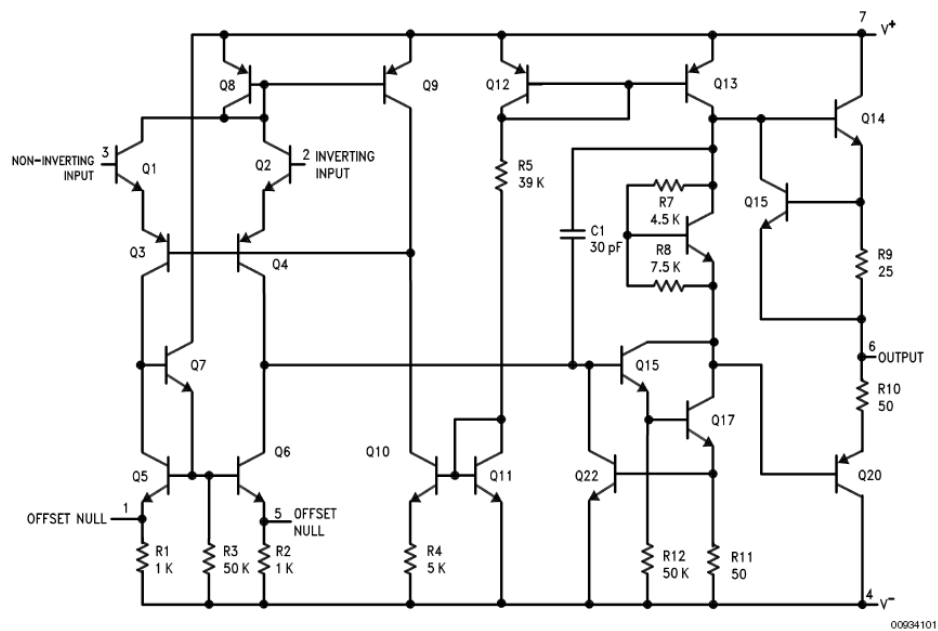 7
V+
Q8
Q9
Q12
Q13
Q14
3
NON-INVERTING
INPUT
Q1
Q2
2 INVERTING
INPUT
R5
39 K
R7
4.5 K
Q15
C1
30 pF
R8
7.5 K
R9
25
Q3
Q4
6
OUTPUT
Q7
Q15
R10
50
Q17
Q5
Q6
Q10
Q11
Q22
Q20
1
OFFSET NULL
5
OFFSET
NULL
R1
1 K
R3
50 K
R2
1 K
R4
5 K
R12
50 K
R11
50
4
V-
00934101